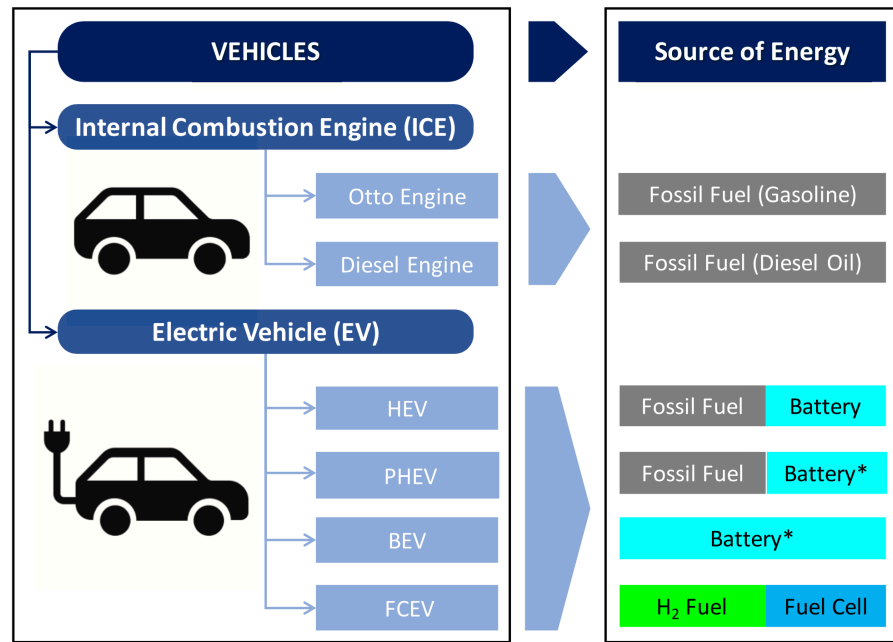 VEHICLES
Source of Energy
Internal Combustion Engine (ICE)
Otto Engine
Fossil Fuel (Gasoline)
Diesel Engine
Fossil Fuel (Diesel Oil)
Electric Vehicle (EV)
HEV
Fossil Fuel
Battery
PHEV
Fossil Fuel
Battery*
BEV
Battery*
FCEV
H₂ Fuel
Fuel Cell